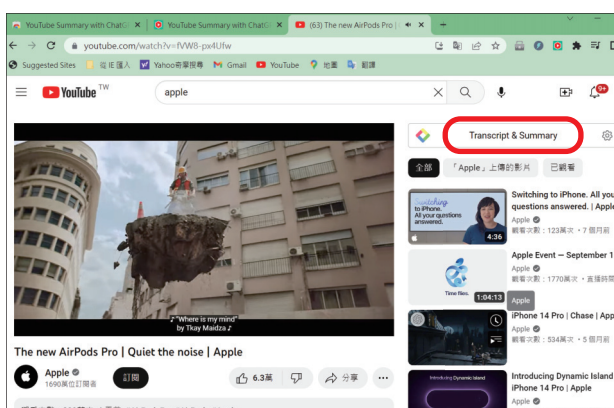 YouTube Summary with ChatG
YouTube Summary with ChatG
(63) The new AirPods Pro |
youtube.com/watch?v=fVW8-px4Ufw
Suggested Sites
從 IE 匯入
Yahoo奇摩搜尋
Gmail
YouTube
地圖
翻譯
YouTube TW
apple
9+
Transcript & Summary
全部
「Apple」上傳的影片
已觀看
♪ "Where is my mind"
by Tkay Maidza ♪
Switching
to iPhone.
All your questions
answered.
4:36
Switching to iPhone. All you
questions answered. | Apple
Apple
觀看次數：123萬次 • 7 個月前
Time flies.
1:04:13
Apple Event — September 1
Apple
觀看次數：1770萬次 • 直播時間
Apple
iPhone 14 Pro | Chase | App
Apple
觀看次數：534萬次 • 5 個月前
Introducing Dynamic Island
Introducing Dynamic Island
iPhone 14 Pro | Apple
Apple
The new AirPods Pro | Quiet the noise | Apple
Apple
1690萬位訂閱者
訂閱
6.3萬
分享